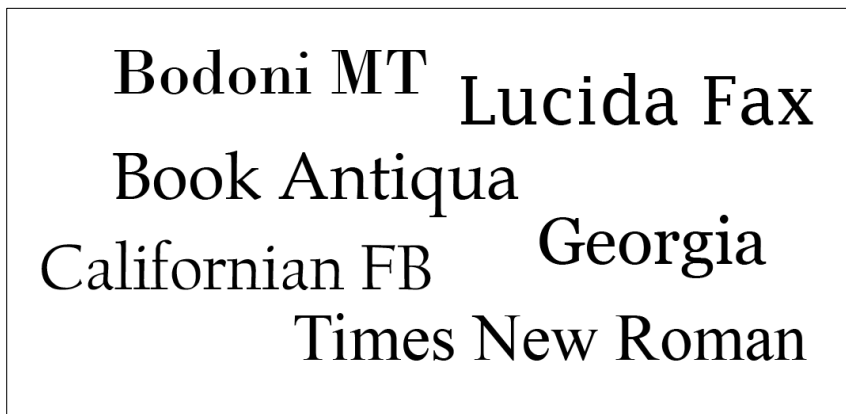 Bodoni MT
Lucida Fax
Book Antiqua
Georgia
Californian FB
Times New Roman